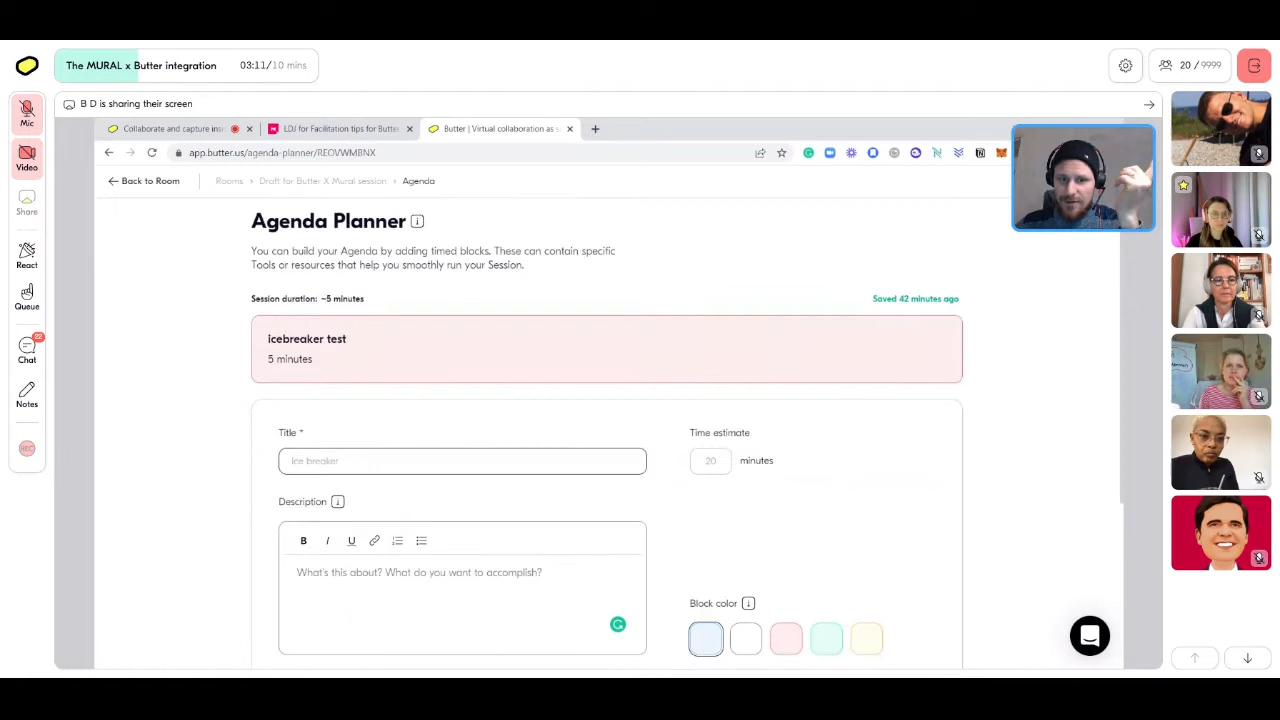 The MURAL x Butter integration 03:11/10 mins
20 / 9999
B D is sharing their screen
Mic
Video
Share
React
Queue
22
Chat
Notes
REC
Collaborate and capture ins
LDJ for Facilitation tips for Butter
Butter | Virtual collaboration as s
app.butter.us/agenda-planner/REOVWMBNX
Back to Room
Rooms > Draft for Butter X Mural session > Agenda
Agenda Planner
You can build your Agenda by adding timed blocks. These can contain specific
Tools or resources that help you smoothly run your Session.
Session duration: ~5 minutes
Saved 42 minutes ago
icebreaker test
5 minutes
Title *
Ice breaker
Time estimate
20 minutes
Description
B I U
What's this about? What do you want to accomplish?
Block color